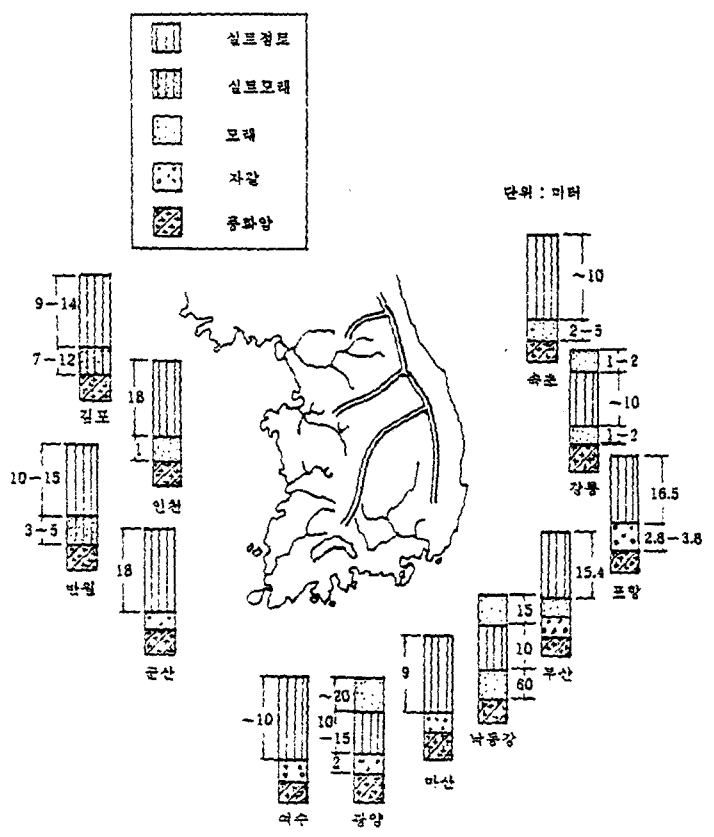 실트점토
실트모래
모래
자갈
풍화암
단위 : 미터
9－14
7－12
김포
18
1
인천
10－15
3－5
반월
18
군산
~10
2－5
속초
1－2
~10
1－2
강릉
16.5
2.8－3.8
포항
15.4
부산
15
10
60
낙동강
9
마산
~20
10
－15
2
광양
~10
여수